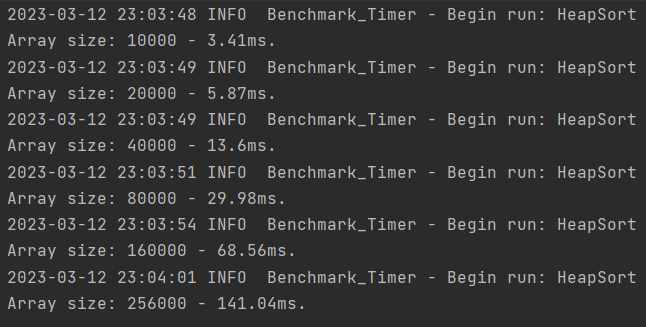 2023-03-12 23:03:48 INFO  Benchmark_Timer - Begin run: HeapSort
Array size: 10000 - 3.41ms.
2023-03-12 23:03:49 INFO  Benchmark_Timer - Begin run: HeapSort
Array size: 20000 - 5.87ms.
2023-03-12 23:03:49 INFO  Benchmark_Timer - Begin run: HeapSort
Array size: 40000 - 13.6ms.
2023-03-12 23:03:51 INFO  Benchmark_Timer - Begin run: HeapSort
Array size: 80000 - 29.98ms.
2023-03-12 23:03:54 INFO  Benchmark_Timer - Begin run: HeapSort
Array size: 160000 - 68.56ms.
2023-03-12 23:04:01 INFO  Benchmark_Timer - Begin run: HeapSort
Array size: 256000 - 141.04ms.